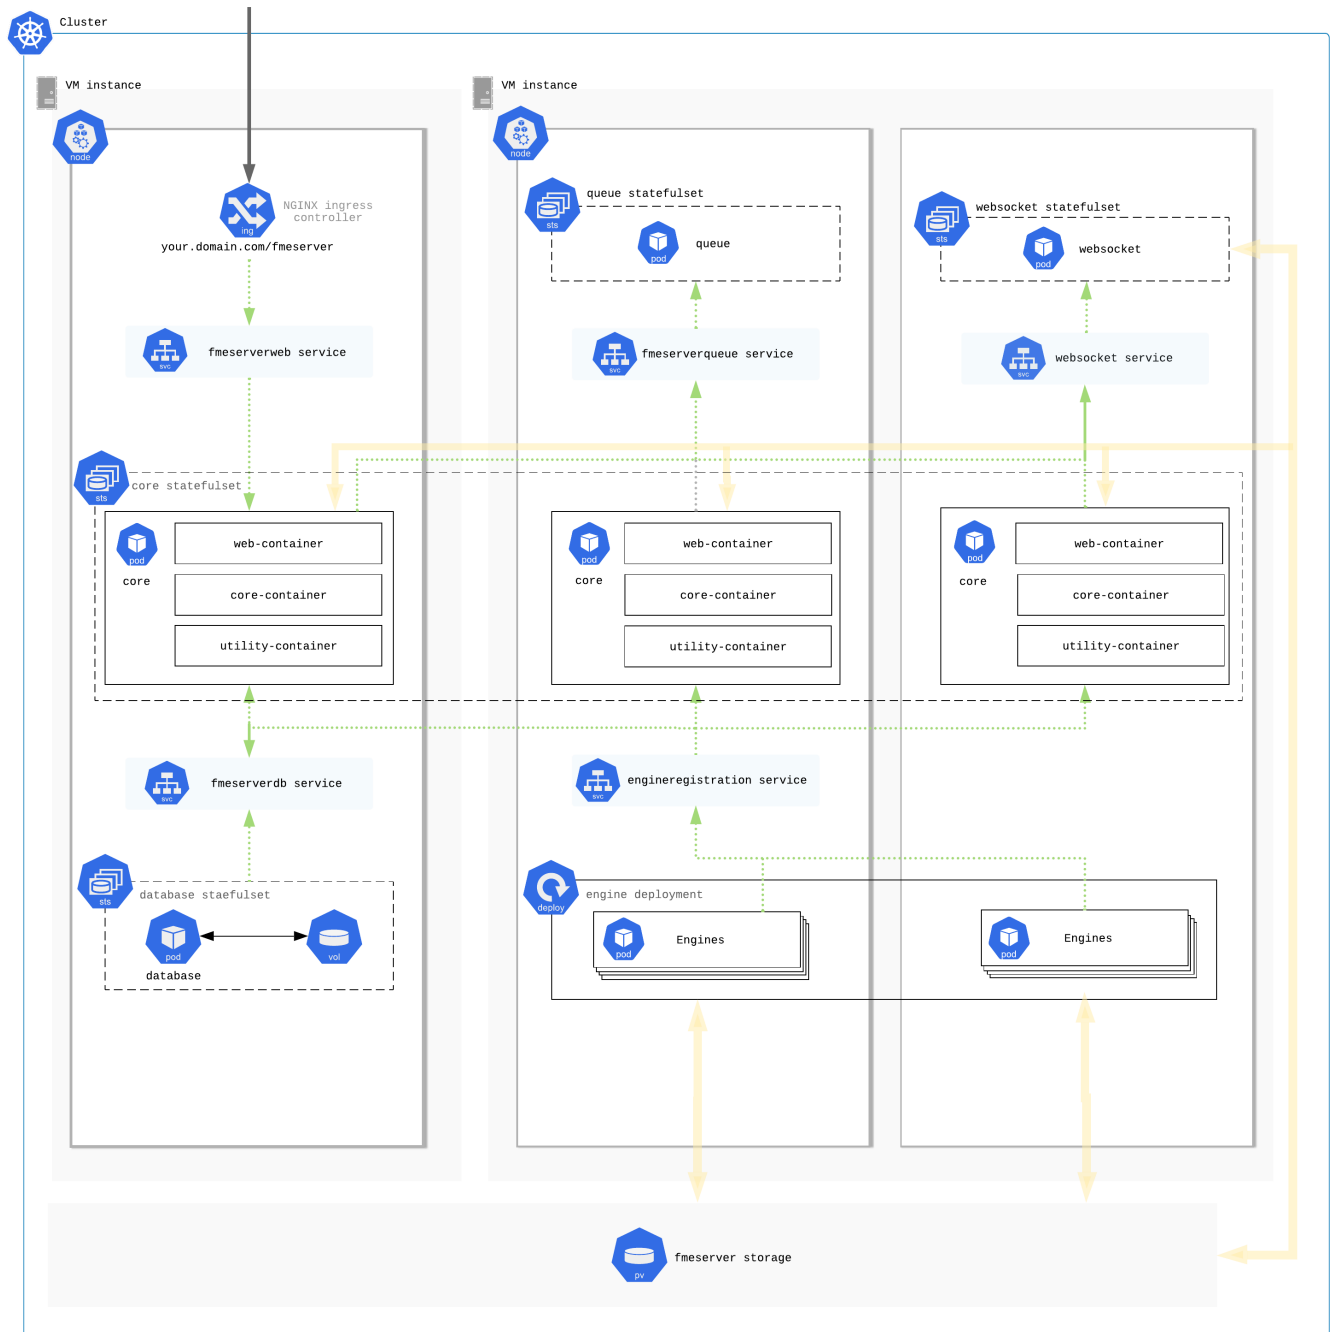 Cluster
VM instance
VM instance
node
node
NGINX ingress
controller
ing
your.domain.com/fmeserver
queue statefulset
sts
pod
queue
websocket statefulset
sts
pod
websocket
svc
fmeserverweb service
svc
fmeserverqueue service
svc
websocket service
sts
core statefulset
pod
core
web-container
core-container
utility-container
pod
core
web-container
core-container
utility-container
pod
core
web-container
core-container
utility-container
svc
fmeserverdb service
svc
engineregistration service
sts
database staefulset
pod
vol
database
deploy
engine deployment
pod
Engines
pod
Engines
pv
fmeserver storage